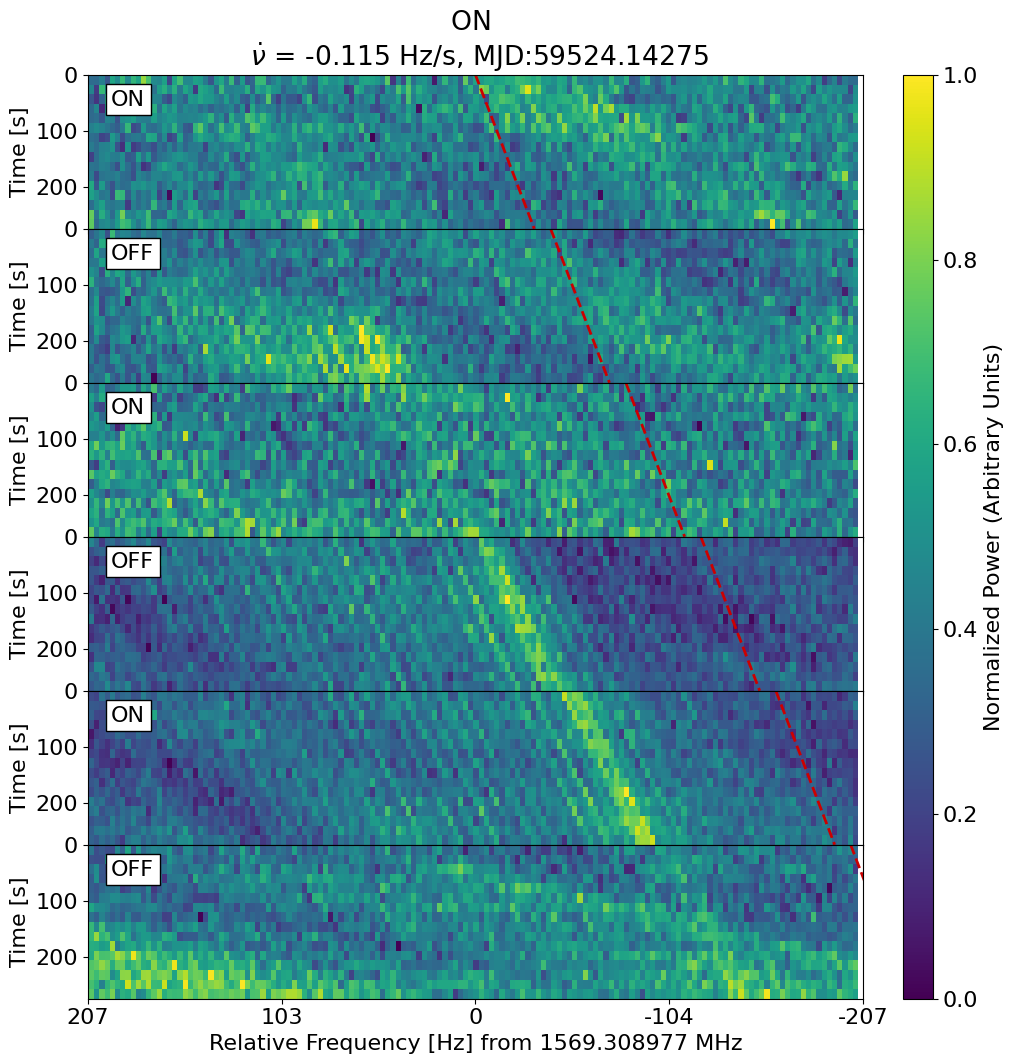 ON
ν̇ = -0.115 Hz/s, MJD:59524.14275
0
100
200
Time [s]
ON
0
100
200
Time [s]
OFF
0
100
200
Time [s]
ON
0
100
200
Time [s]
OFF
0
100
200
Time [s]
ON
0
100
200
Time [s]
OFF
207
103
0
-104
-207
Relative Frequency [Hz] from 1569.308977 MHz
1.0
0.8
0.6
0.4
0.2
0.0
Normalized Power (Arbitrary Units)